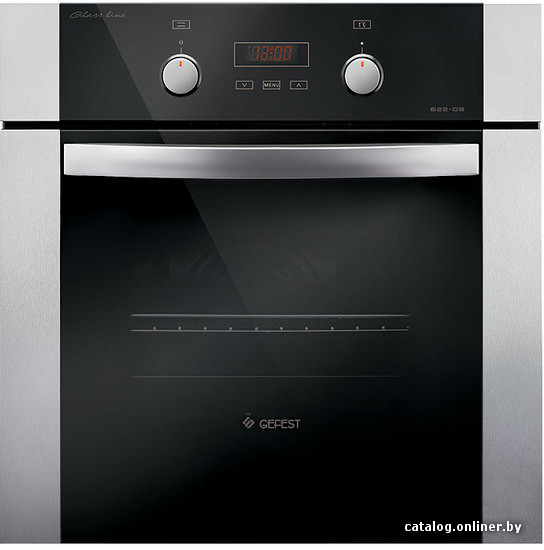 Glass line
t°C
18:00
MENU
622-03
GEFEST
catalog.onliner.by